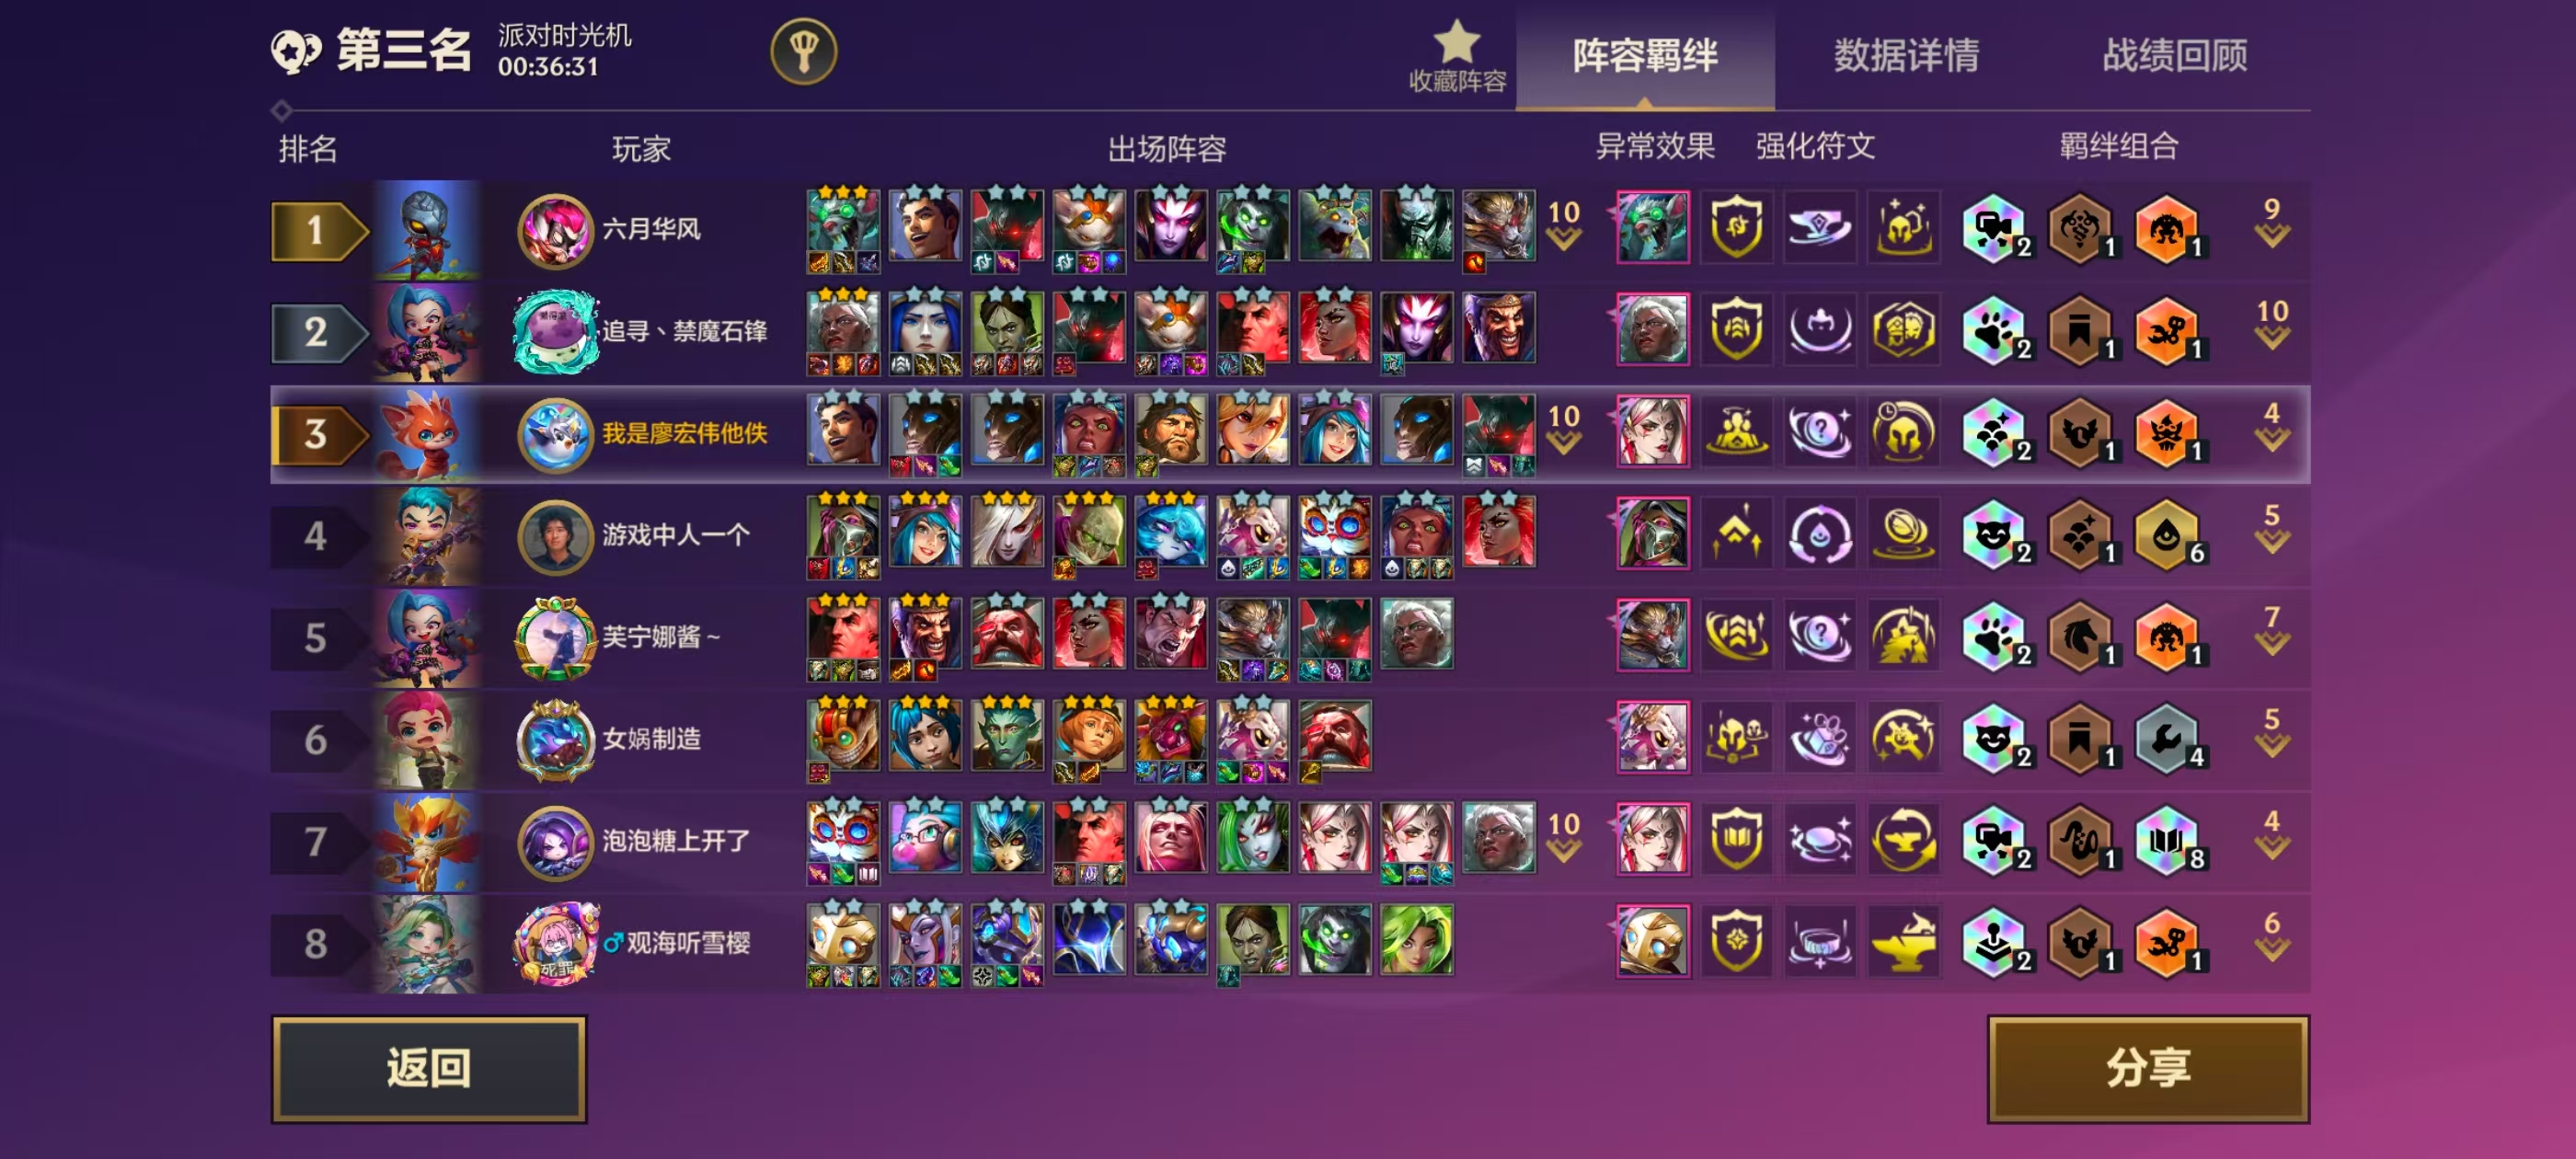 第三名
派对时光机
00:36:31
收藏阵容
阵容羁绊
数据详情
战绩回顾
排名
玩家
出场阵容
异常效果
强化符文
羁绊组合
1
六月华风
10
2
1
1
9
2
追寻丶禁魔石锋
2
1
1
10
3
我是廖宏伟他佚
10
2
1
1
4
4
游戏中人一个
2
1
6
5
5
芙宁娜酱～
2
1
1
7
6
女娲制造
2
1
4
5
7
泡泡糖上开了
10
2
1
8
4
8
♂观海听雪樱
2
1
1
6
返回
分享